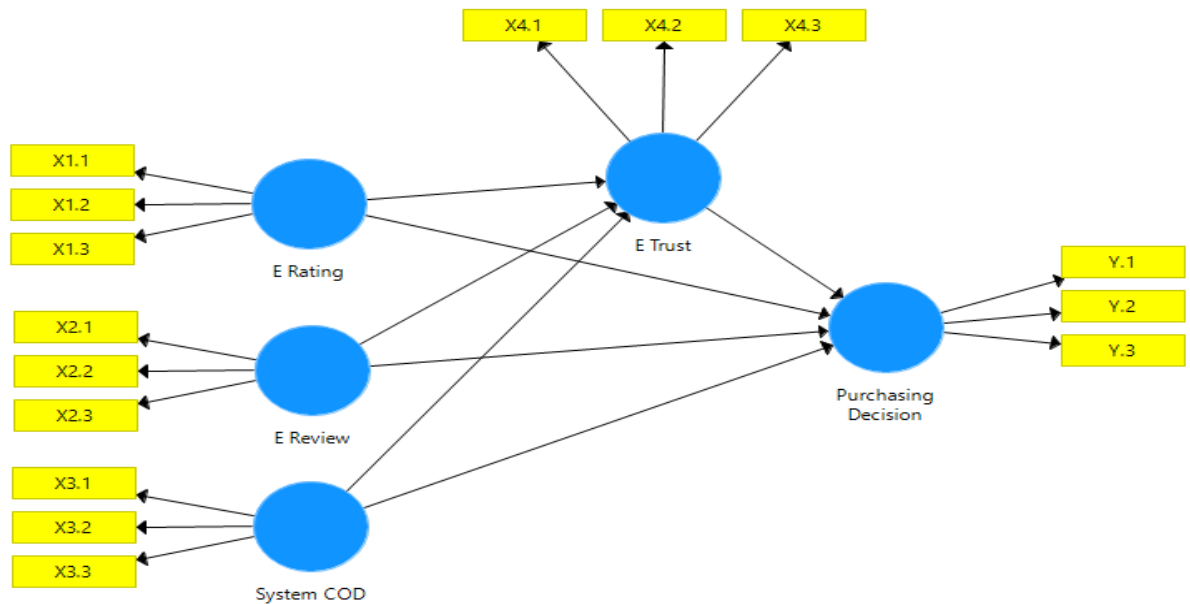 X4.1
X4.2
X4.3
X1.1
X1.2
X1.3
E Rating
E Trust
X2.1
X2.2
X2.3
E Review
Y.1
Y.2
Y.3
Purchasing
Decision
X3.1
X3.2
X3.3
System COD